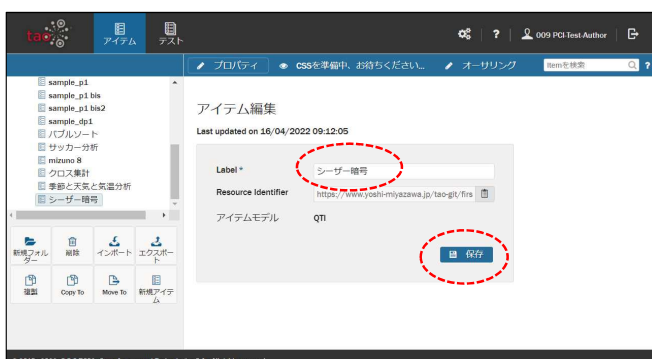 tao
アイテム
テスト
?
009 PCI-Test-Author
プロパティ
CSSを準備中、お待ちください...
オーサリング
Itemを検索
?
sample_p1
sample_p1 bis
sample_p1 bis2
sample_dp1
バブルソート
サッカー分析
mizuno 8
クロス集計
季節と天気と気温分析
シーザー暗号
新規フォルダー
削除
インポート
エクスポート
複製
Copy To
Move To
新規アイテム
アイテム編集
Last updated on 16/04/2022 09:12:05
Label *
シーザー暗号
Resource Identifier
https://www.yoshi-miyazawa.jp/tao-git/firs
アイテムモデル
QTI
保存